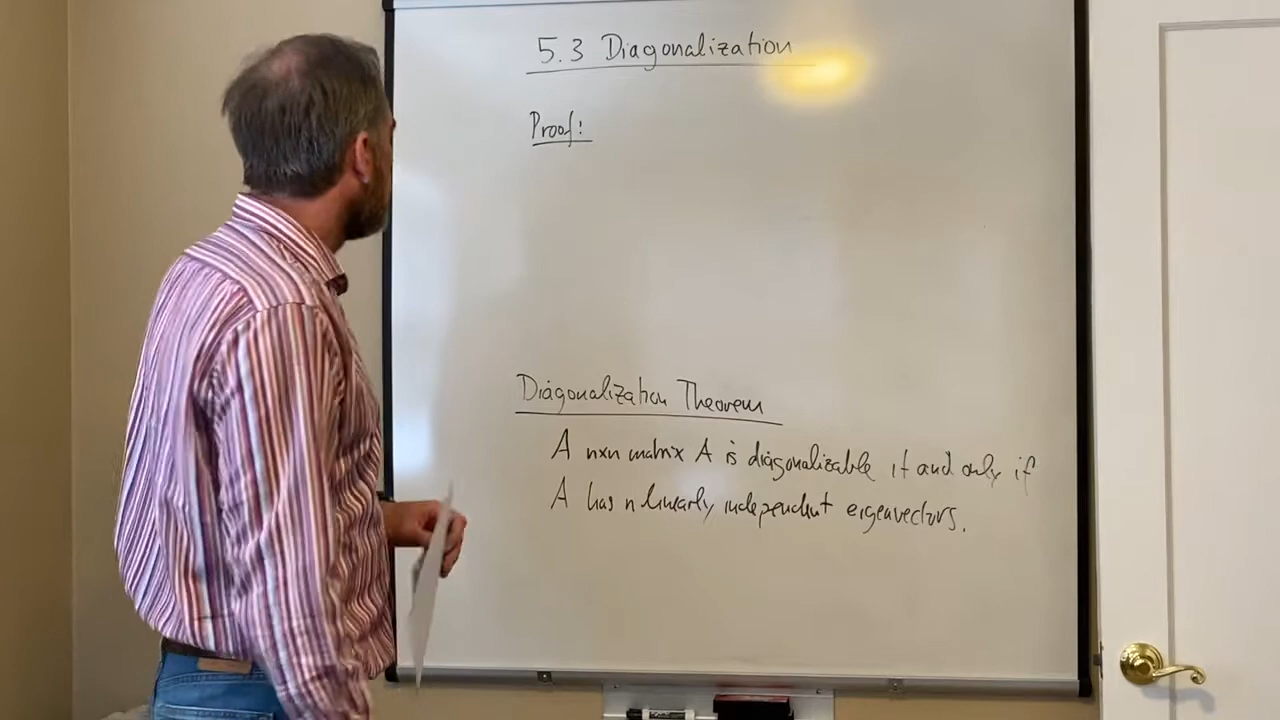 5.3 Diagonalization
Proof:
Diagonalization Theorem
A nxn matrix A is diagonalizable if and only if
A has n linearly independent eigenvectors.